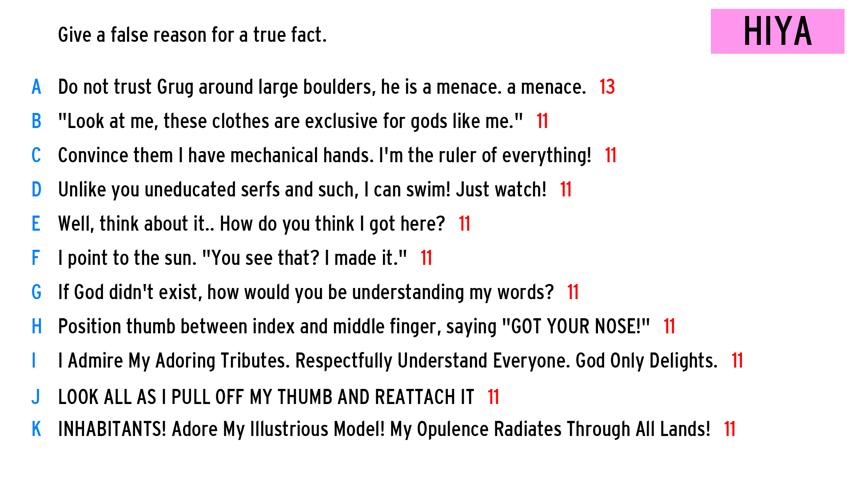 Give a false reason for a true fact.
HIYA
A Do not trust Grug around large boulders, he is a menace. a menace. 13
B "Look at me, these clothes are exclusive for gods like me." 11
C Convince them I have mechanical hands. I'm the ruler of everything! 11
D Unlike you uneducated serfs and such, I can swim! Just watch! 11
E Well, think about it.. How do you think I got here? 11
F I point to the sun. "You see that? I made it." 11
G If God didn't exist, how would you be understanding my words? 11
H Position thumb between index and middle finger, saying "GOT YOUR NOSE!" 11
I I Admire My Adoring Tributes. Respectfully Understand Everyone. God Only Delights. 11
J LOOK ALL AS I PULL OFF MY THUMB AND REATTACH IT 11
K INHABITANTS! Adore My Illustrious Model! My Opulence Radiates Through All Lands! 11